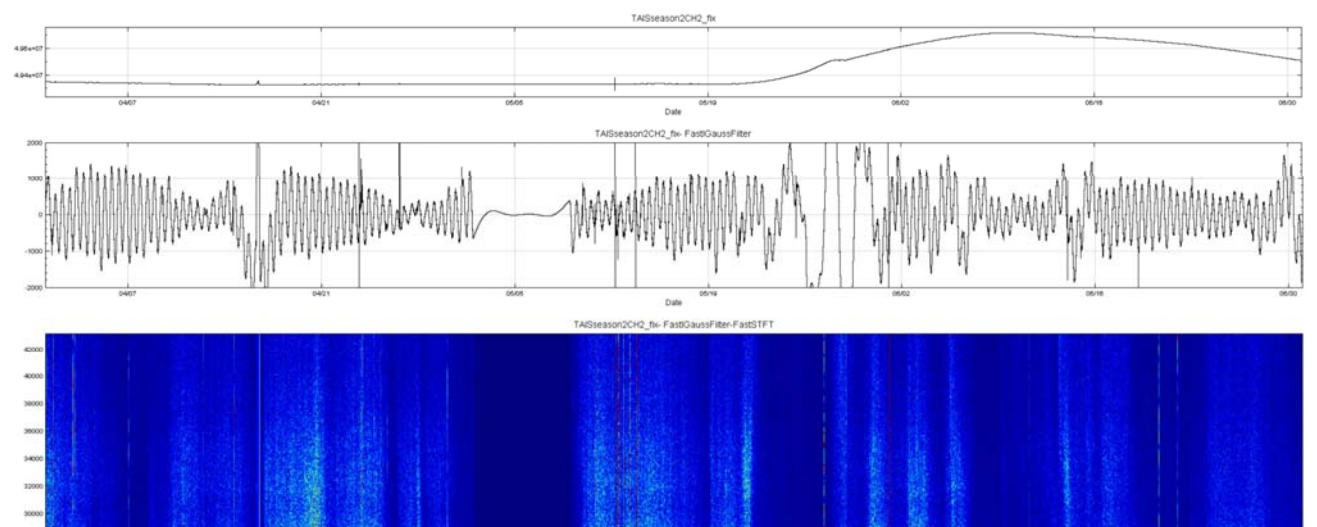 TAISseason2CH2_fix
4.96e+07
4.94e+07
04/07 04/21 05/05 05/19 06/02 06/16 06/30
Date
TAISseason2CH2_fix- FastIGaussFilter
2000
1000
0
-1000
-2000
04/07 04/21 05/05 05/19 06/02 06/16 06/30
Date
TAISseason2CH2_fix- FastIGaussFilter-FastSTFT
42000
40000
38000
36000
34000
32000
30000